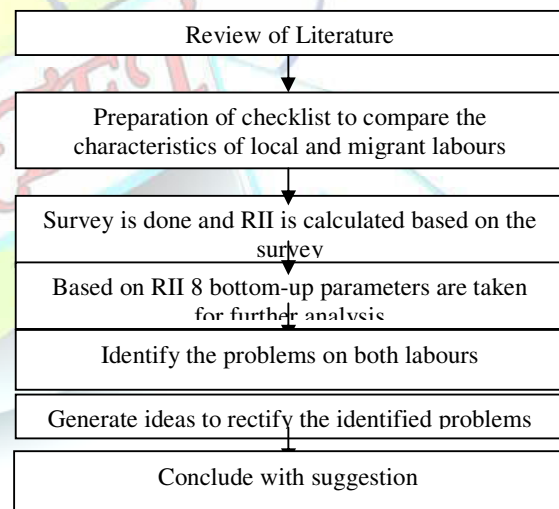 Review of Literature
Preparation of checklist to compare the
characteristics of local and migrant labours
Survey is done and RII is calculated based on the
survey
Based on RII 8 bottom-up parameters are taken
for further analysis
Identify the problems on both labours
Generate ideas to rectify the identified problems
Conclude with suggestion